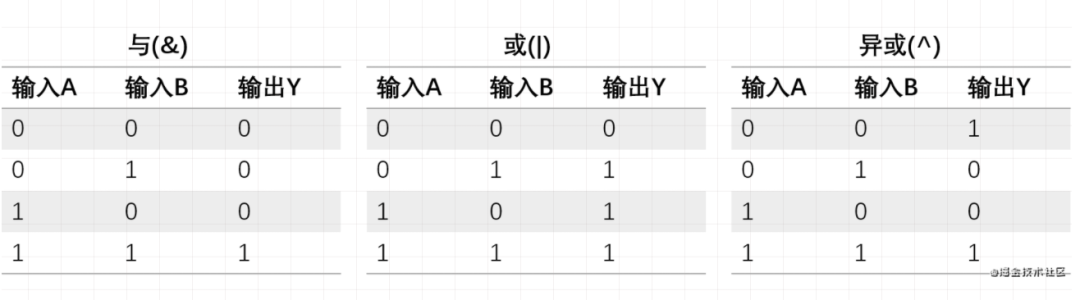 与(&) 或(|) 异或(^)
输入A 输入B 输出Y 输入A 输入B 输出Y 输入A 输入B 输出Y
0 0 0 0 0 0 0 0 1
0 1 0 0 1 1 0 1 0
1 0 0 1 0 1 1 0 0
1 1 1 1 1 1 1 1 1
@掘金技术社区